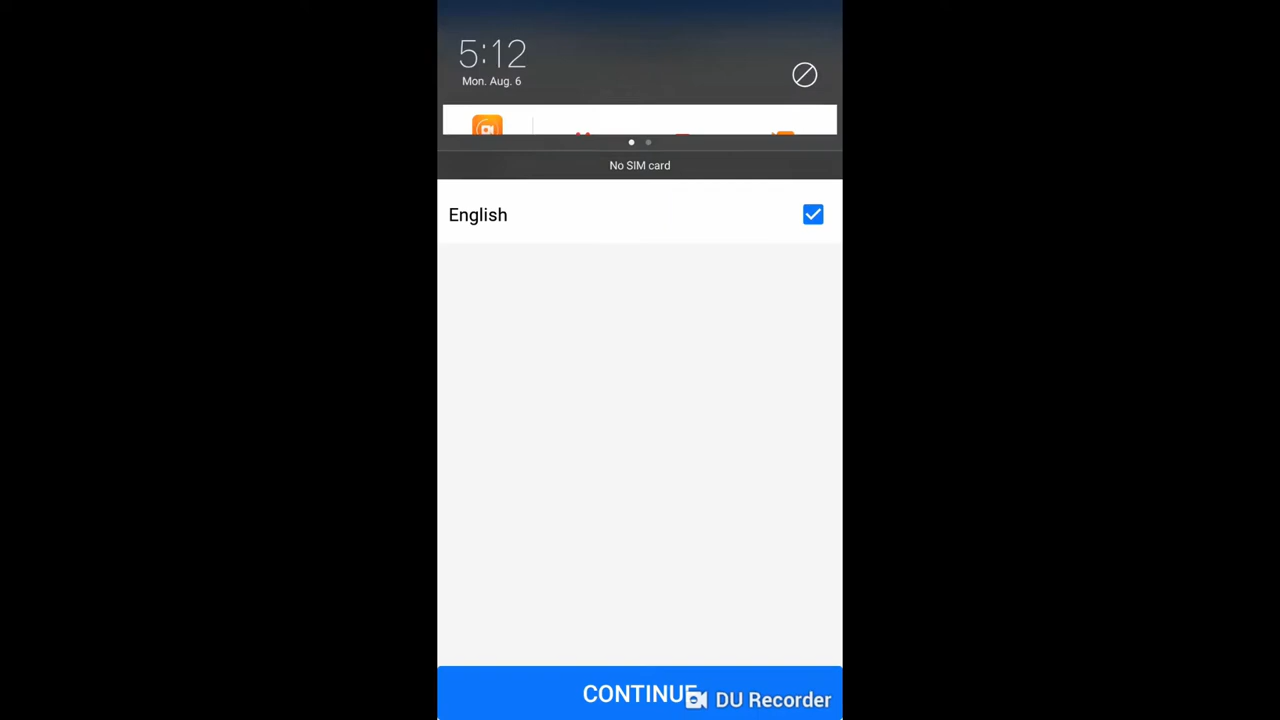 5:12
Mon. Aug. 6
No SIM card
English
CONTINUE
DU Recorder